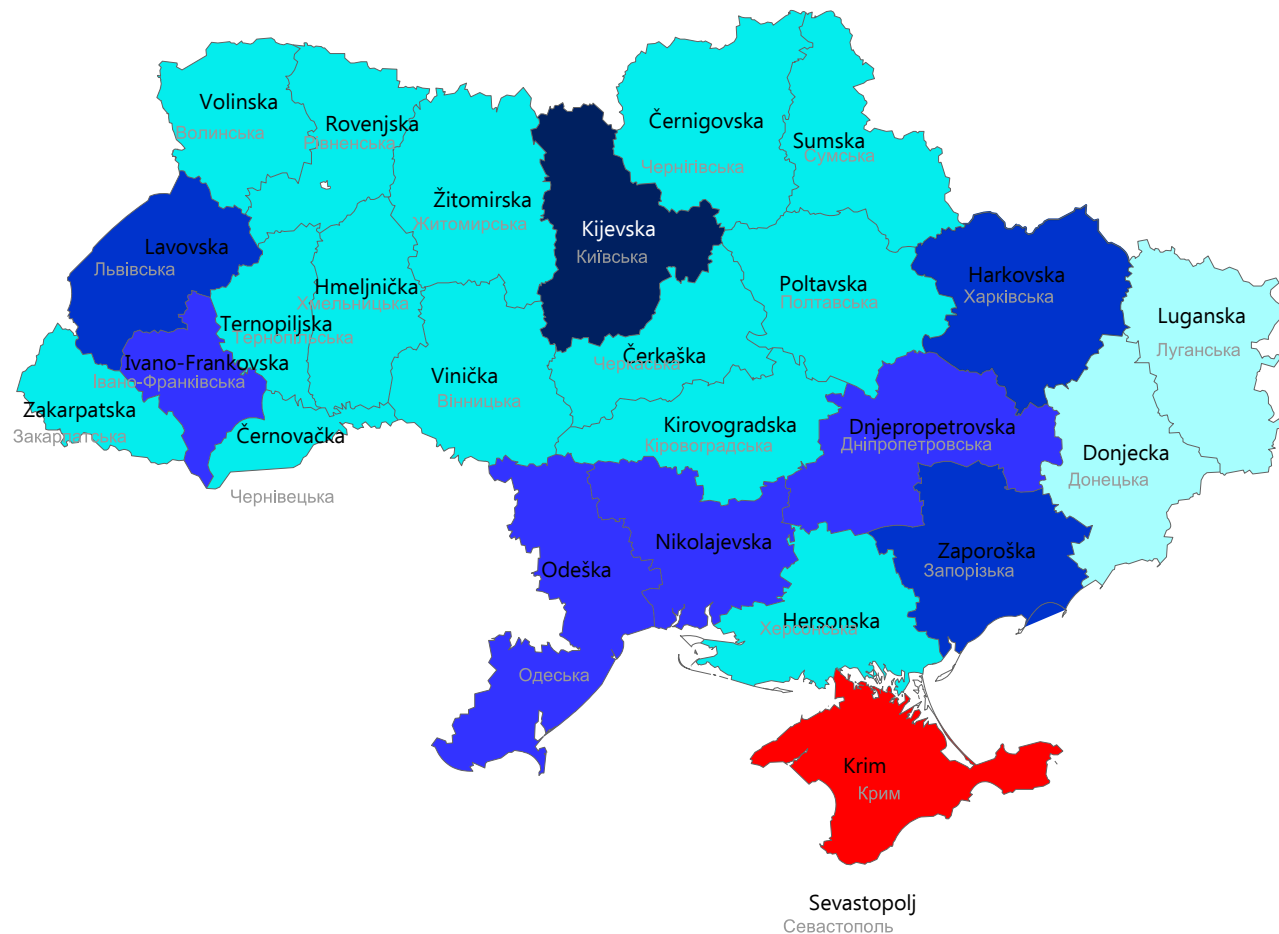 Volinska
Волинська
Rovenjska
Рівненська
Černigovska
Чернігівська
Sumska
Сумська
Žitomirska
Житомирська
Kijevska
Київська
Lavovska
Львівська
Hmeljnička
Хмельницька
Poltavska
Полтавська
Harkovska
Харківська
Luganska
Луганська
Ternopiljska
Тернопільська
Ivano-Frankovska
Івано-Франківська
Čerkaška
Черкаська
Vinička
Вінницька
Zakarpatska
Закарпатська
Černovačka
Чернівецька
Kirovogradska
Кіровоградська
Dnjepropetrovska
Дніпропетровська
Donjecka
Донецька
Nikolajevska
Zaporoška
Запорізька
Odeška
Одеська
Hersonska
Херсонська
Krim
Крим
Sevastopolj
Севастополь